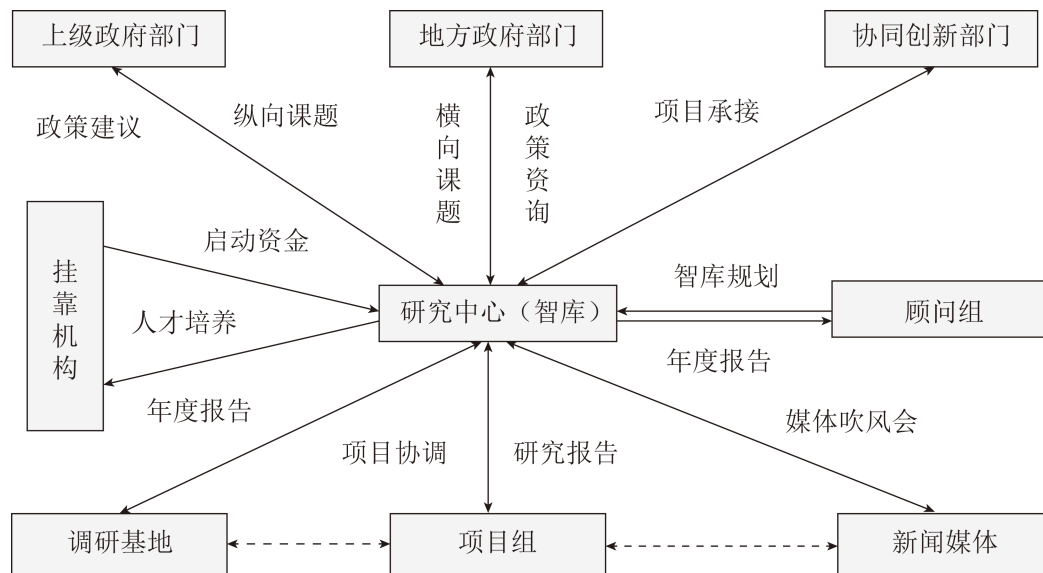 上级政府部门
地方政府部门
协同创新部门
政策建议
纵向课题
横向课题
政策资询
项目承接
挂靠机构
启动资金
人才培养
年度报告
研究中心（智库）
智库规划
年度报告
顾问组
项目协调
研究报告
媒体吹风会
调研基地
项目组
新闻媒体